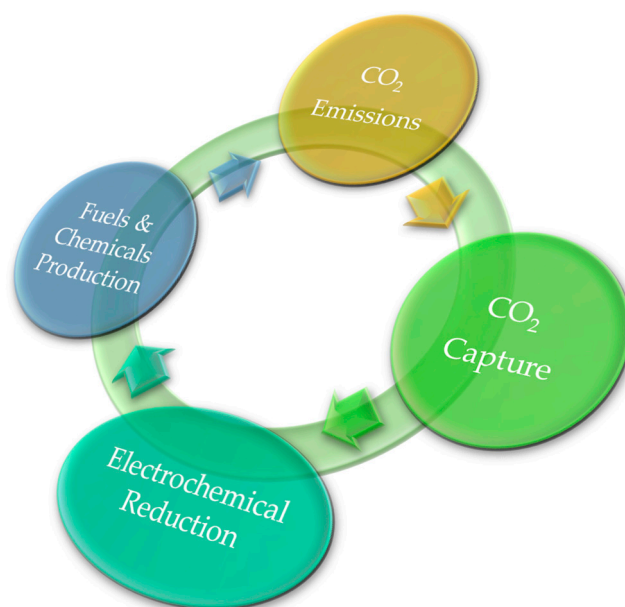 CO₂
Emissions
CO₂
Capture
Electrochemical
Reduction
Fuels &
Chemicals
Production